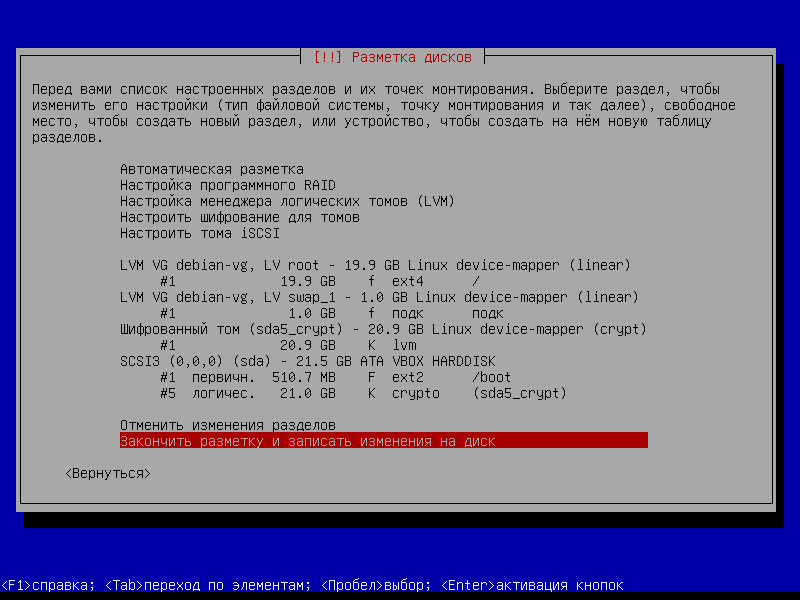 [!!] Разметка дисков
Перед вами список настроенных разделов и их точек монтирования. Выберите раздел, чтобы
изменить его настройки (тип файловой системы, точку монтирования и так далее), свободное
место, чтобы создать новый раздел, или устройство, чтобы создать на нём новую таблицу
разделов.
Автоматическая разметка
Настройка программного RAID
Настройка менеджера логических томов (LVM)
Настроить шифрование для томов
Настроить тома iSCSI
LVM VG debian-vg, LV root - 19.9 GB Linux device-mapper (linear)
#1 19.9 GB f ext4 /
LVM VG debian-vg, LV swap_1 - 1.0 GB Linux device-mapper (linear)
#1 1.0 GB f подк подк
Шифрованный том (sda5_crypt) - 20.9 GB Linux device-mapper (crypt)
#1 20.9 GB K lvm
SCSI3 (0,0,0) (sda) - 21.5 GB ATA VBOX HARDDISK
#1 первичн. 510.7 MB F ext2 /boot
#5 логичес. 21.0 GB K crypto (sda5_crypt)
Отменить изменения разделов
Закончить разметку и записать изменения на диск
<Вернуться>
<F1>справка; <Tab>переход по элементам; <Пробел>выбор; <Enter>активация кнопок